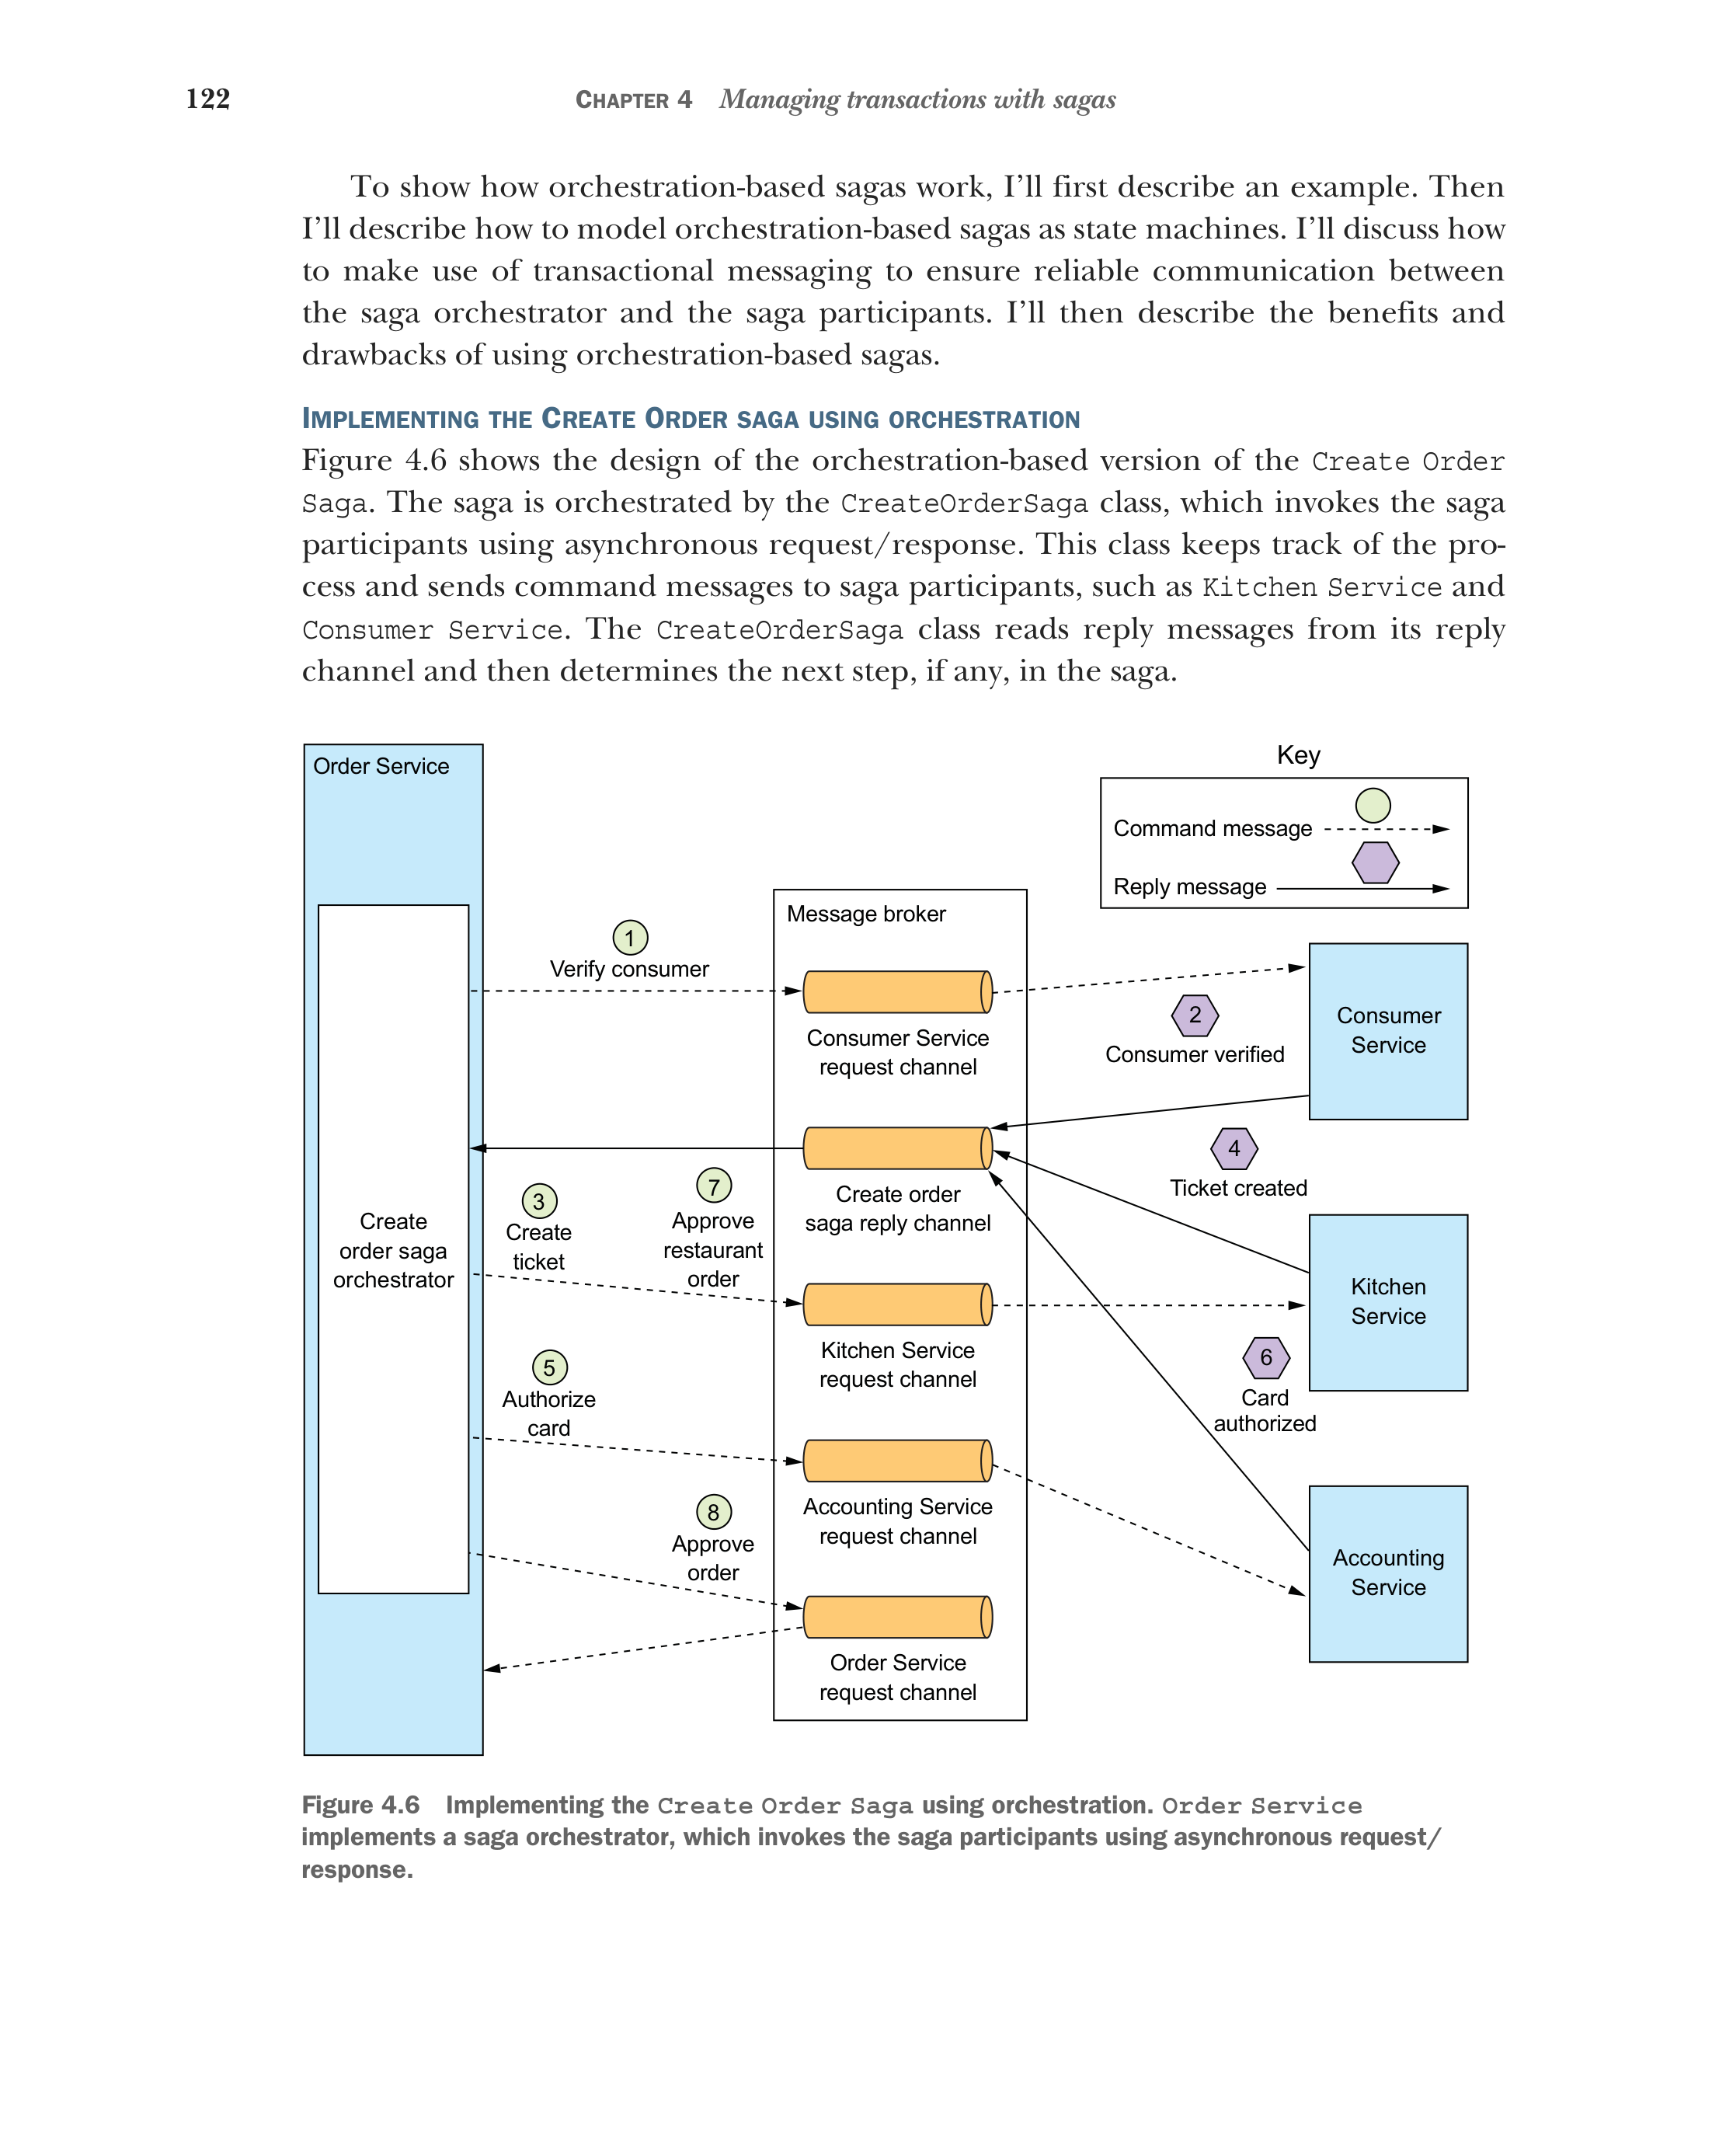 122
CHAPTER 4 Managing transactions with sagas
To show how orchestration-based sagas work, I’ll first describe an example. Then
I’ll describe how to model orchestration-based sagas as state machines. I’ll discuss how
to make use of transactional messaging to ensure reliable communication between
the saga orchestrator and the saga participants. I’ll then describe the benefits and
drawbacks of using orchestration-based sagas.
IMPLEMENTING THE CREATE ORDER SAGA USING ORCHESTRATION
Figure 4.6 shows the design of the orchestration-based version of the Create Order
Saga. The saga is orchestrated by the CreateOrderSaga class, which invokes the saga
participants using asynchronous request/response. This class keeps track of the pro-
cess and sends command messages to saga participants, such as Kitchen Service and
Consumer Service. The CreateOrderSaga class reads reply messages from its reply
channel and then determines the next step, if any, in the saga.
Order Service
Key
Command message
Reply message
Message broker
1
Verify consumer
Consumer Service
request channel
2
Consumer verified
Consumer
Service
Create
order saga
orchestrator
3
Create
ticket
7
Approve
restaurant
order
Create order
saga reply channel
4
Ticket created
Kitchen
Service
Kitchen Service
request channel
5
Authorize
card
6
Card
authorized
Accounting Service
request channel
8
Approve
order
Accounting
Service
Order Service
request channel
Figure 4.6 Implementing the Create Order Saga using orchestration. Order Service
implements a saga orchestrator, which invokes the saga participants using asynchronous request/
response.